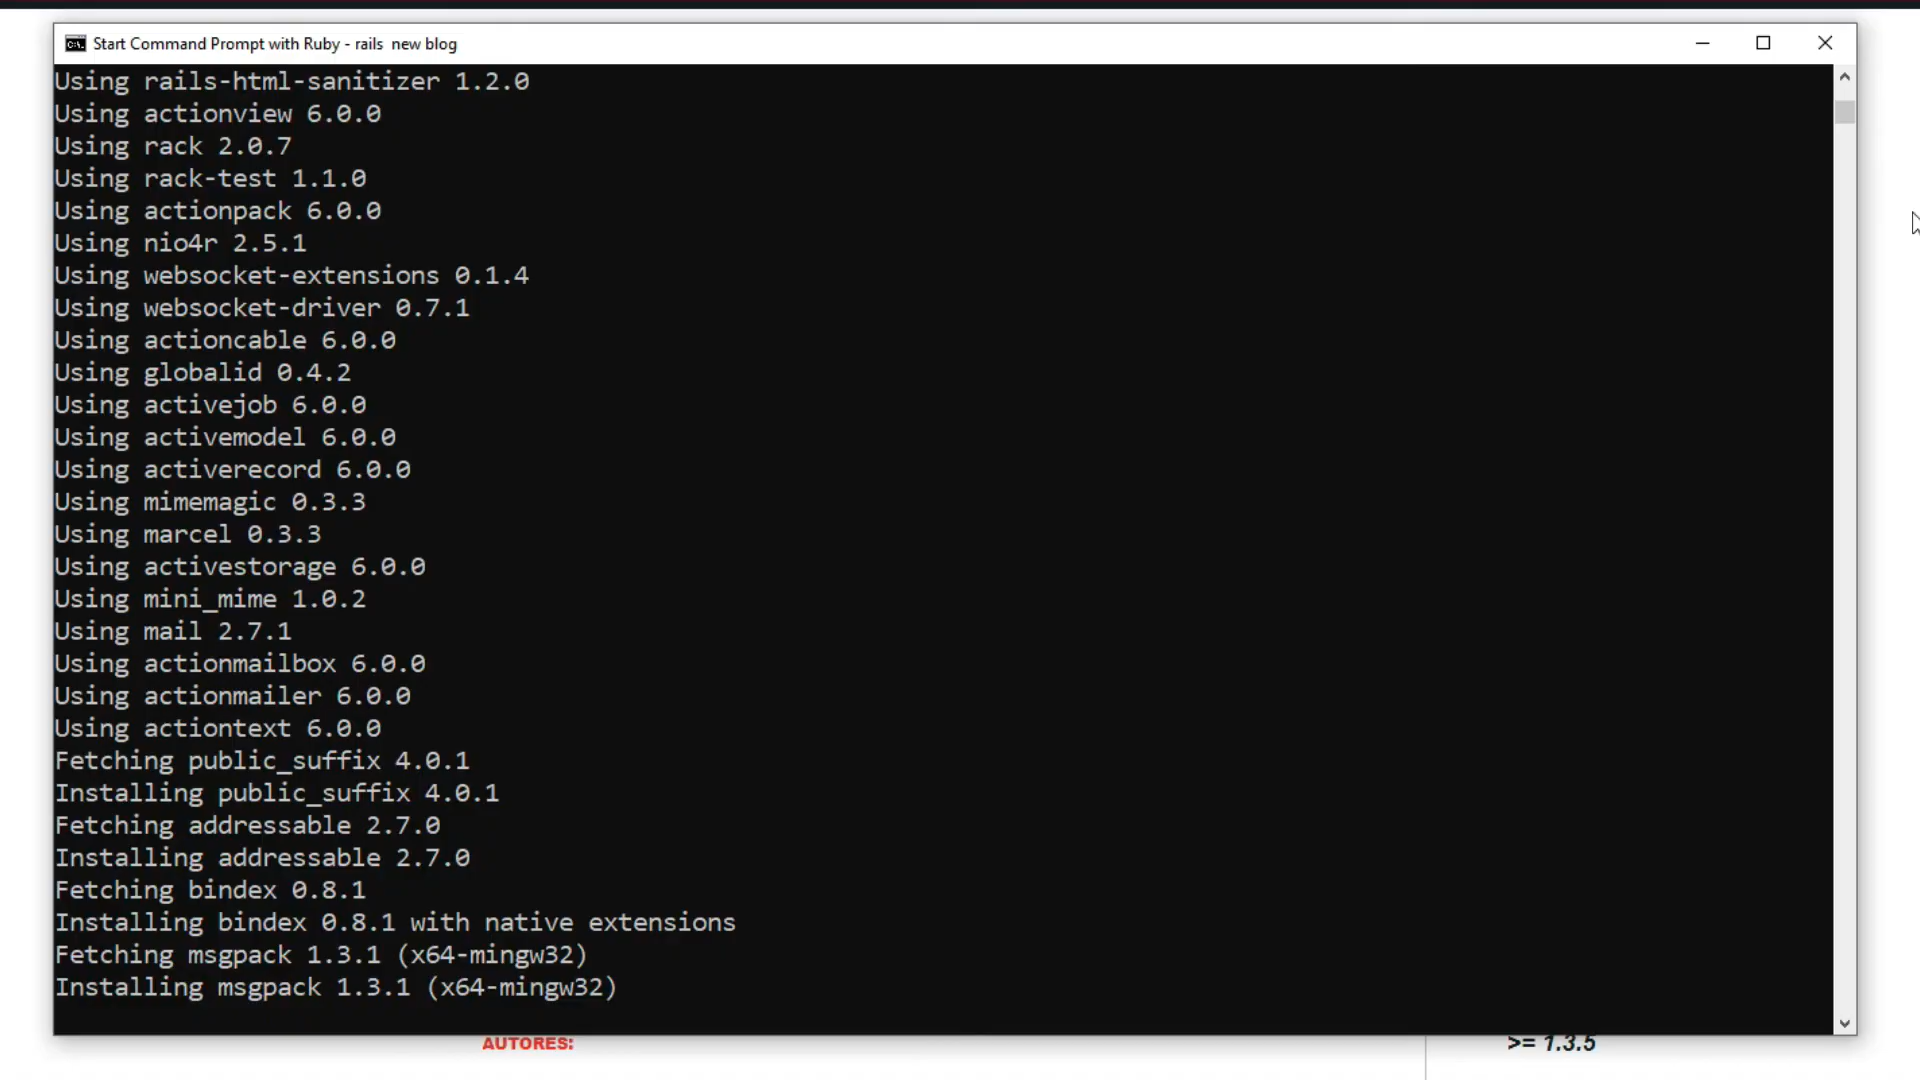 Start Command Prompt with Ruby - rails  new blog
Using rails-html-sanitizer 1.2.0
Using actionview 6.0.0
Using rack 2.0.7
Using rack-test 1.1.0
Using actionpack 6.0.0
Using nio4r 2.5.1
Using websocket-extensions 0.1.4
Using websocket-driver 0.7.1
Using actioncable 6.0.0
Using globalid 0.4.2
Using activejob 6.0.0
Using activemodel 6.0.0
Using activerecord 6.0.0
Using mimemagic 0.3.3
Using marcel 0.3.3
Using activestorage 6.0.0
Using mini_mime 1.0.2
Using mail 2.7.1
Using actionmailbox 6.0.0
Using actionmailer 6.0.0
Using actiontext 6.0.0
Fetching public_suffix 4.0.1
Installing public_suffix 4.0.1
Fetching addressable 2.7.0
Installing addressable 2.7.0
Fetching bindex 0.8.1
Installing bindex 0.8.1 with native extensions
Fetching msgpack 1.3.1 (x64-mingw32)
Installing msgpack 1.3.1 (x64-mingw32)
AUTORES:
>= 1.3.5